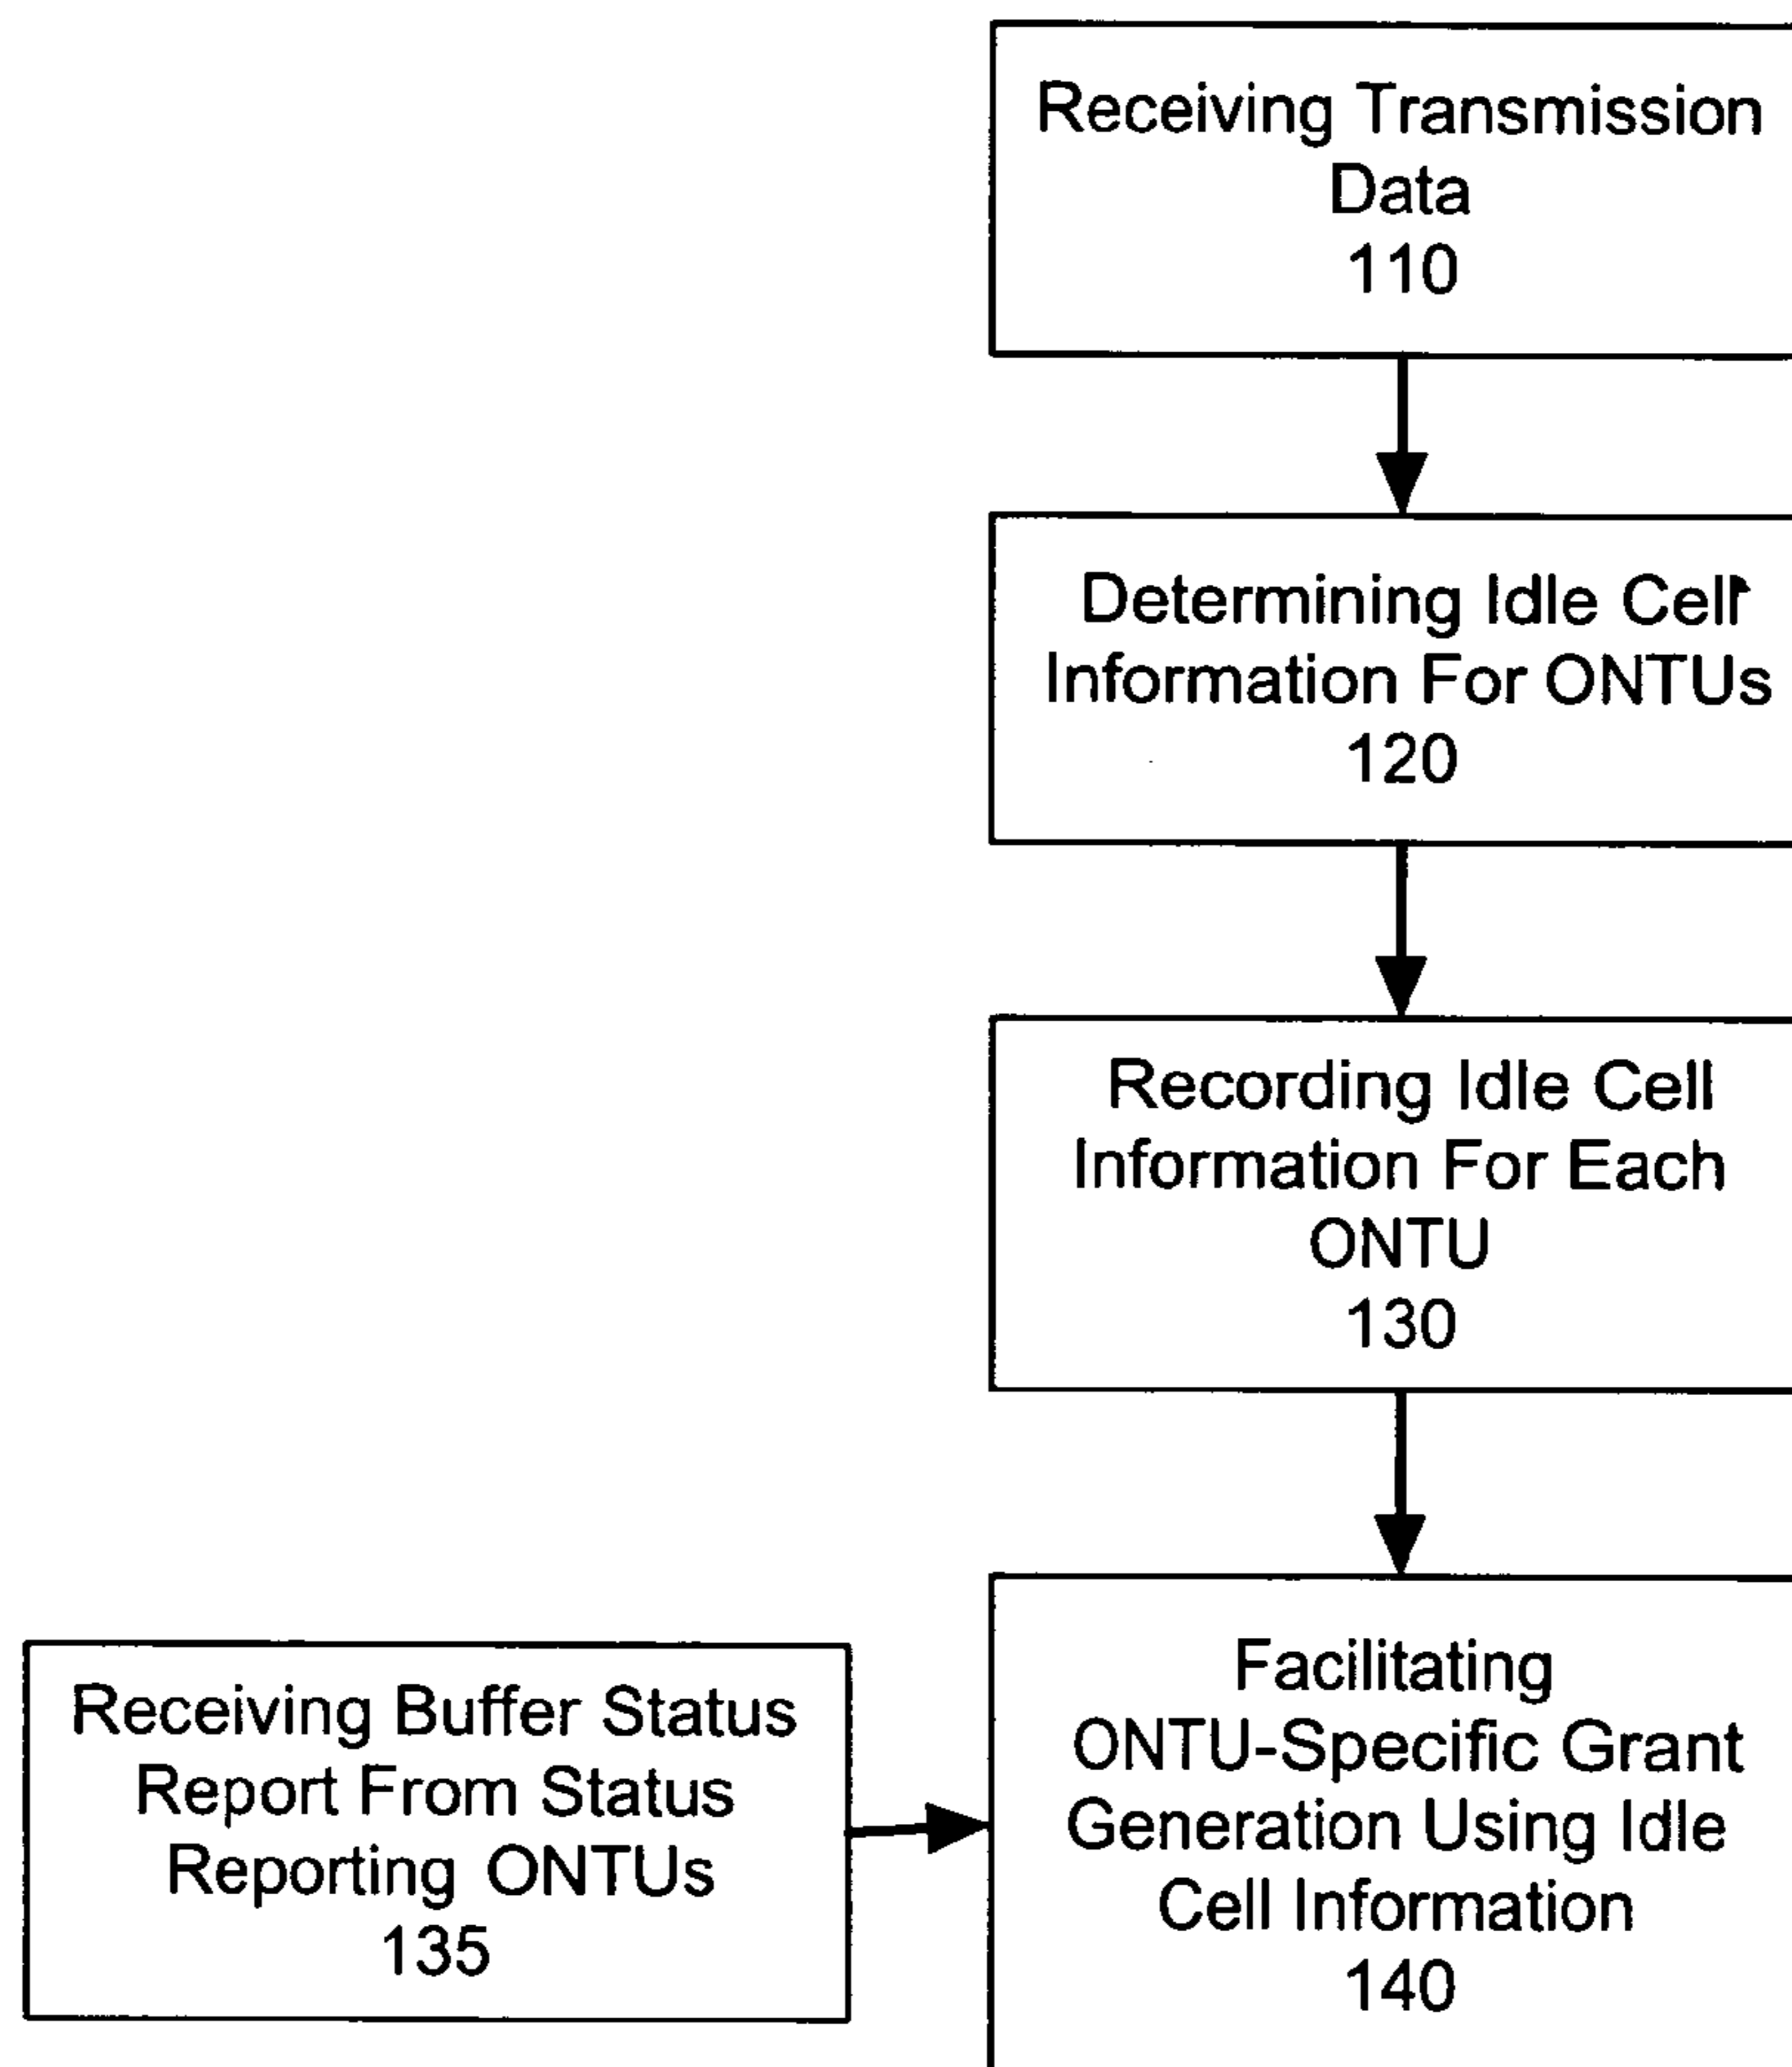 Receiving Transmission
Data
110
Determining Idle Cell
Information For ONTUs
120
Recording Idle Cell
Information For Each
ONTU
130
Receiving Buffer Status
Report From Status
Reporting ONTUs
135
Facilitating
ONTU-Specific Grant
Generation Using Idle
Cell Information
140